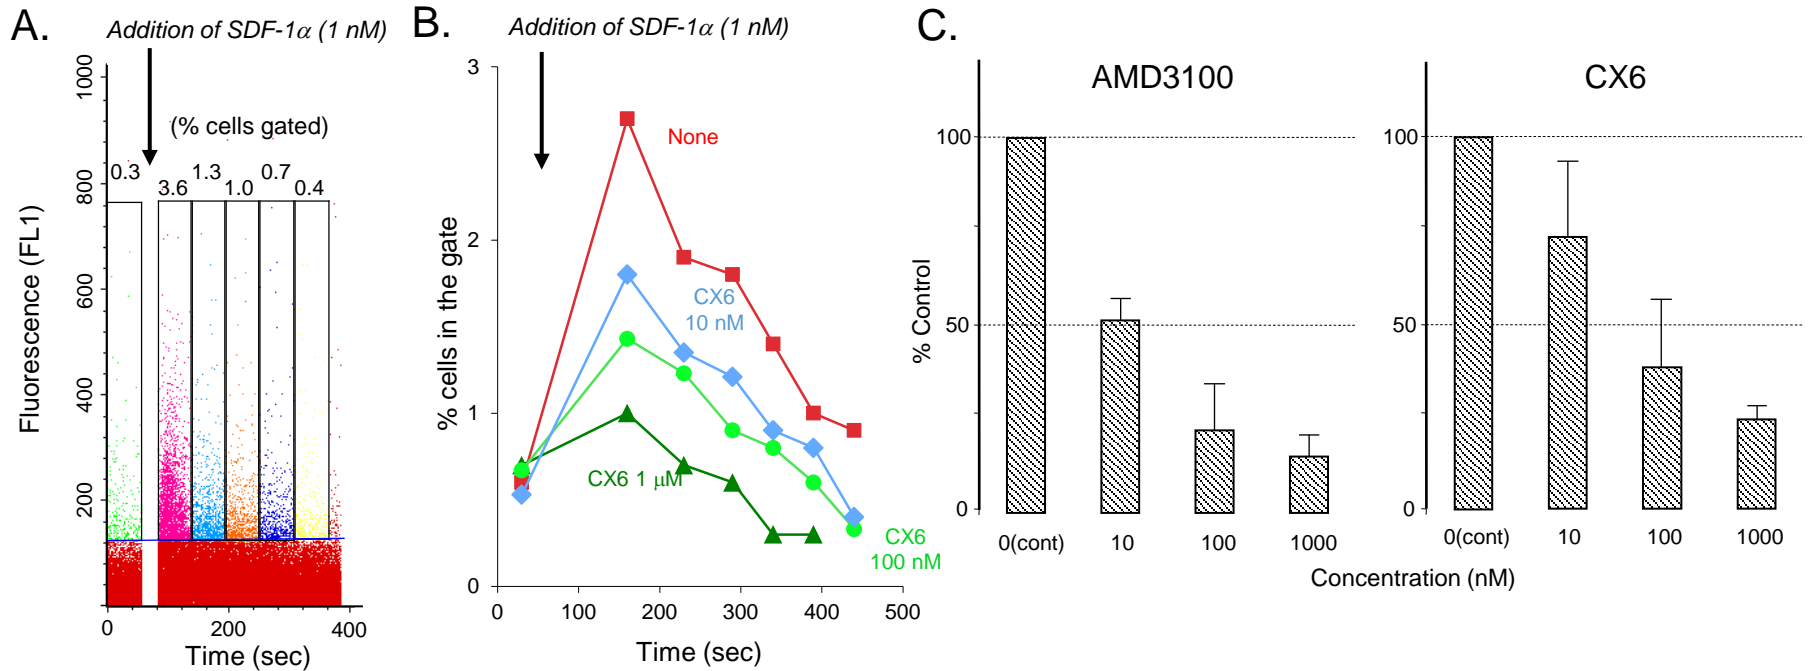 A.
Addition of SDF-1α (1 nM)
(% cells gated)
0.3
3.6
1.3
1.0
0.7
0.4
1000
800
600
400
200
Fluorescence (FL1)
0
200
400
Time (sec)
B.
Addition of SDF-1α (1 nM)
3
2
1
0
% cells in the gate
None
CX6
10 nM
CX6 1 μM
CX6
100 nM
0
100
200
300
400
500
Time (sec)
C.
AMD3100
100
50
0
% Control
0(cont)
10
100
1000
CX6
100
50
0
0(cont)
10
100
1000
Concentration (nM)